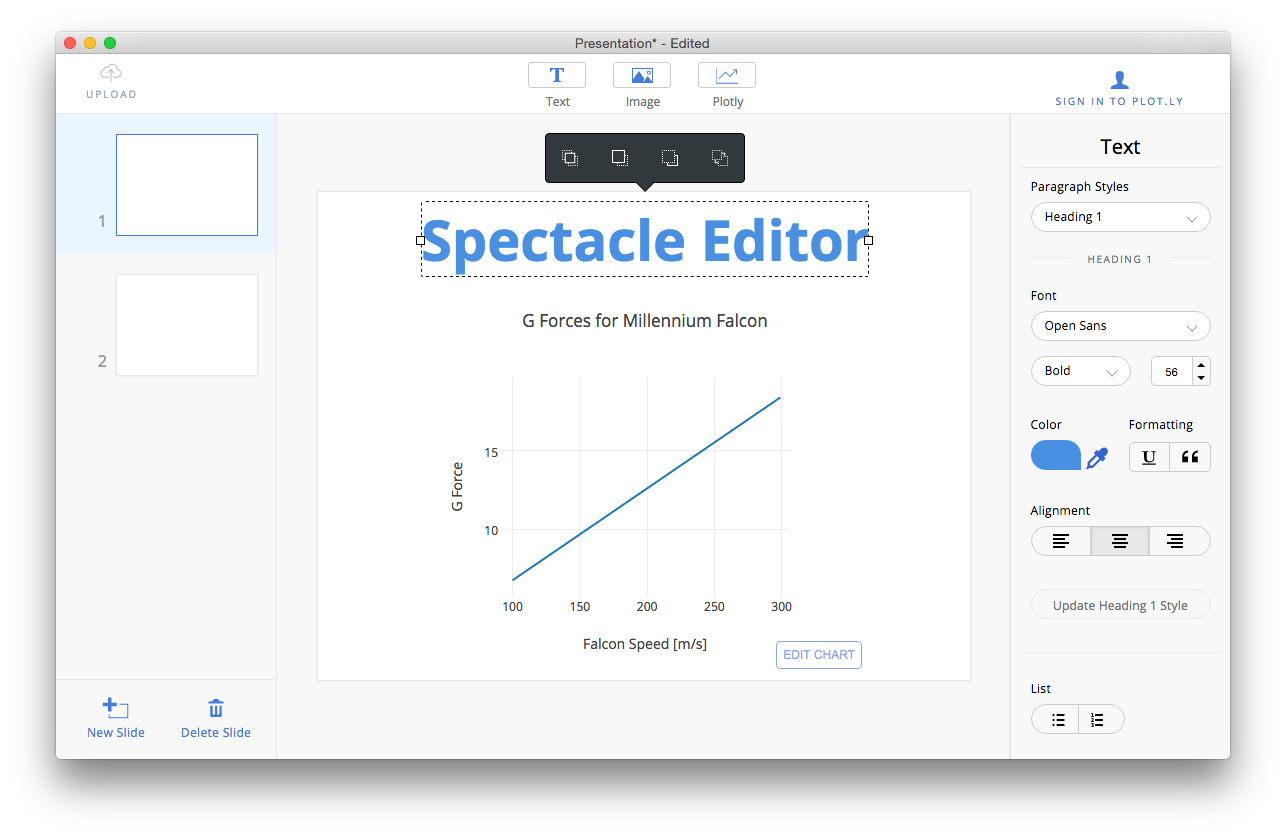 Presentation* - Edited
UPLOAD
T
Text
Image
Plotly
SIGN IN TO PLOT.LY
1
2
New Slide
Delete Slide
Spectacle Editor
G Forces for Millennium Falcon
G Force
15
10
100 150 200 250 300
Falcon Speed [m/s]
EDIT CHART
Text
Paragraph Styles
Heading 1
HEADING 1
Font
Open Sans
Bold
56
Color
Formatting
U
Alignment
Update Heading 1 Style
List